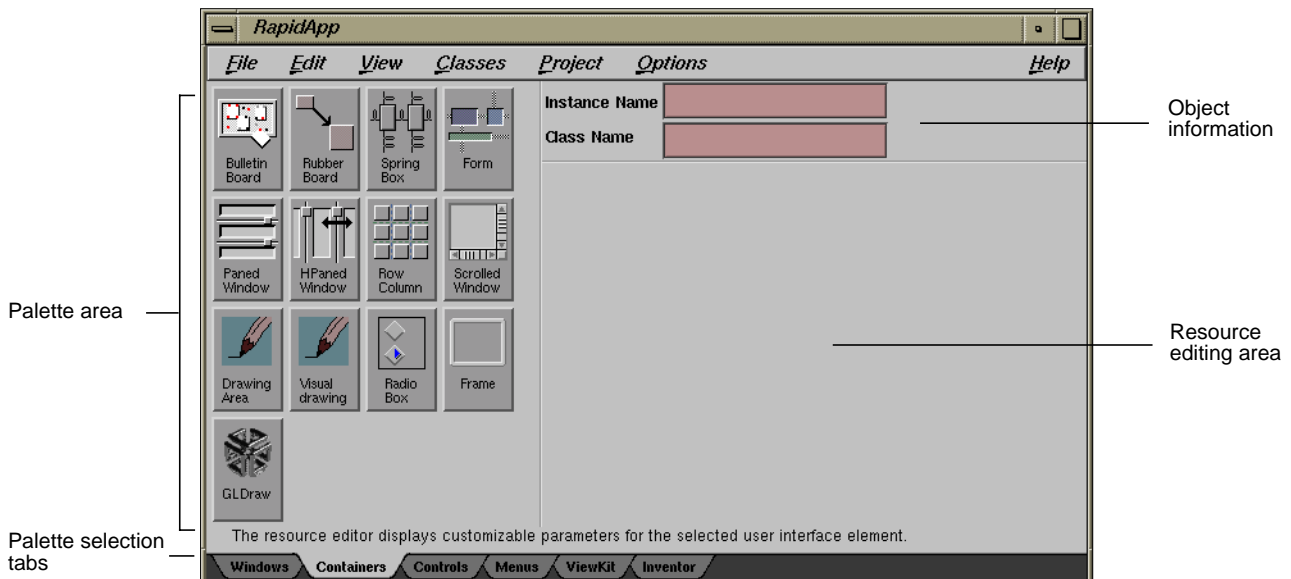 RapidApp
File Edit View Classes Project Options Help
Instance Name
Class Name
Object
information
Bulletin
Board
Rubber
Board
Spring
Box
Form
Paned
Window
HPaned
Window
Row
Column
Scrolled
Window
Palette area
Resource
editing area
Drawing
Area
Visual
drawing
Radio
Box
Frame
GLDraw
The resource editor displays customizable parameters for the selected user interface element.
Palette selection
tabs
Windows Containers Controls Menus ViewKit Inventor